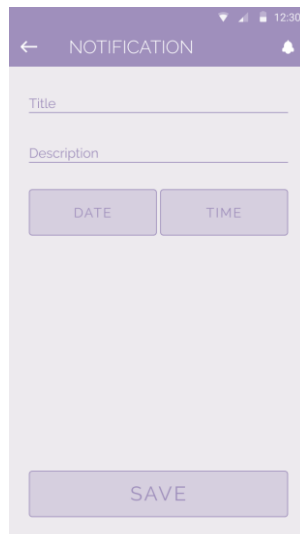 12:30
NOTIFICATION
Title
Description
DATE TIME
SAVE